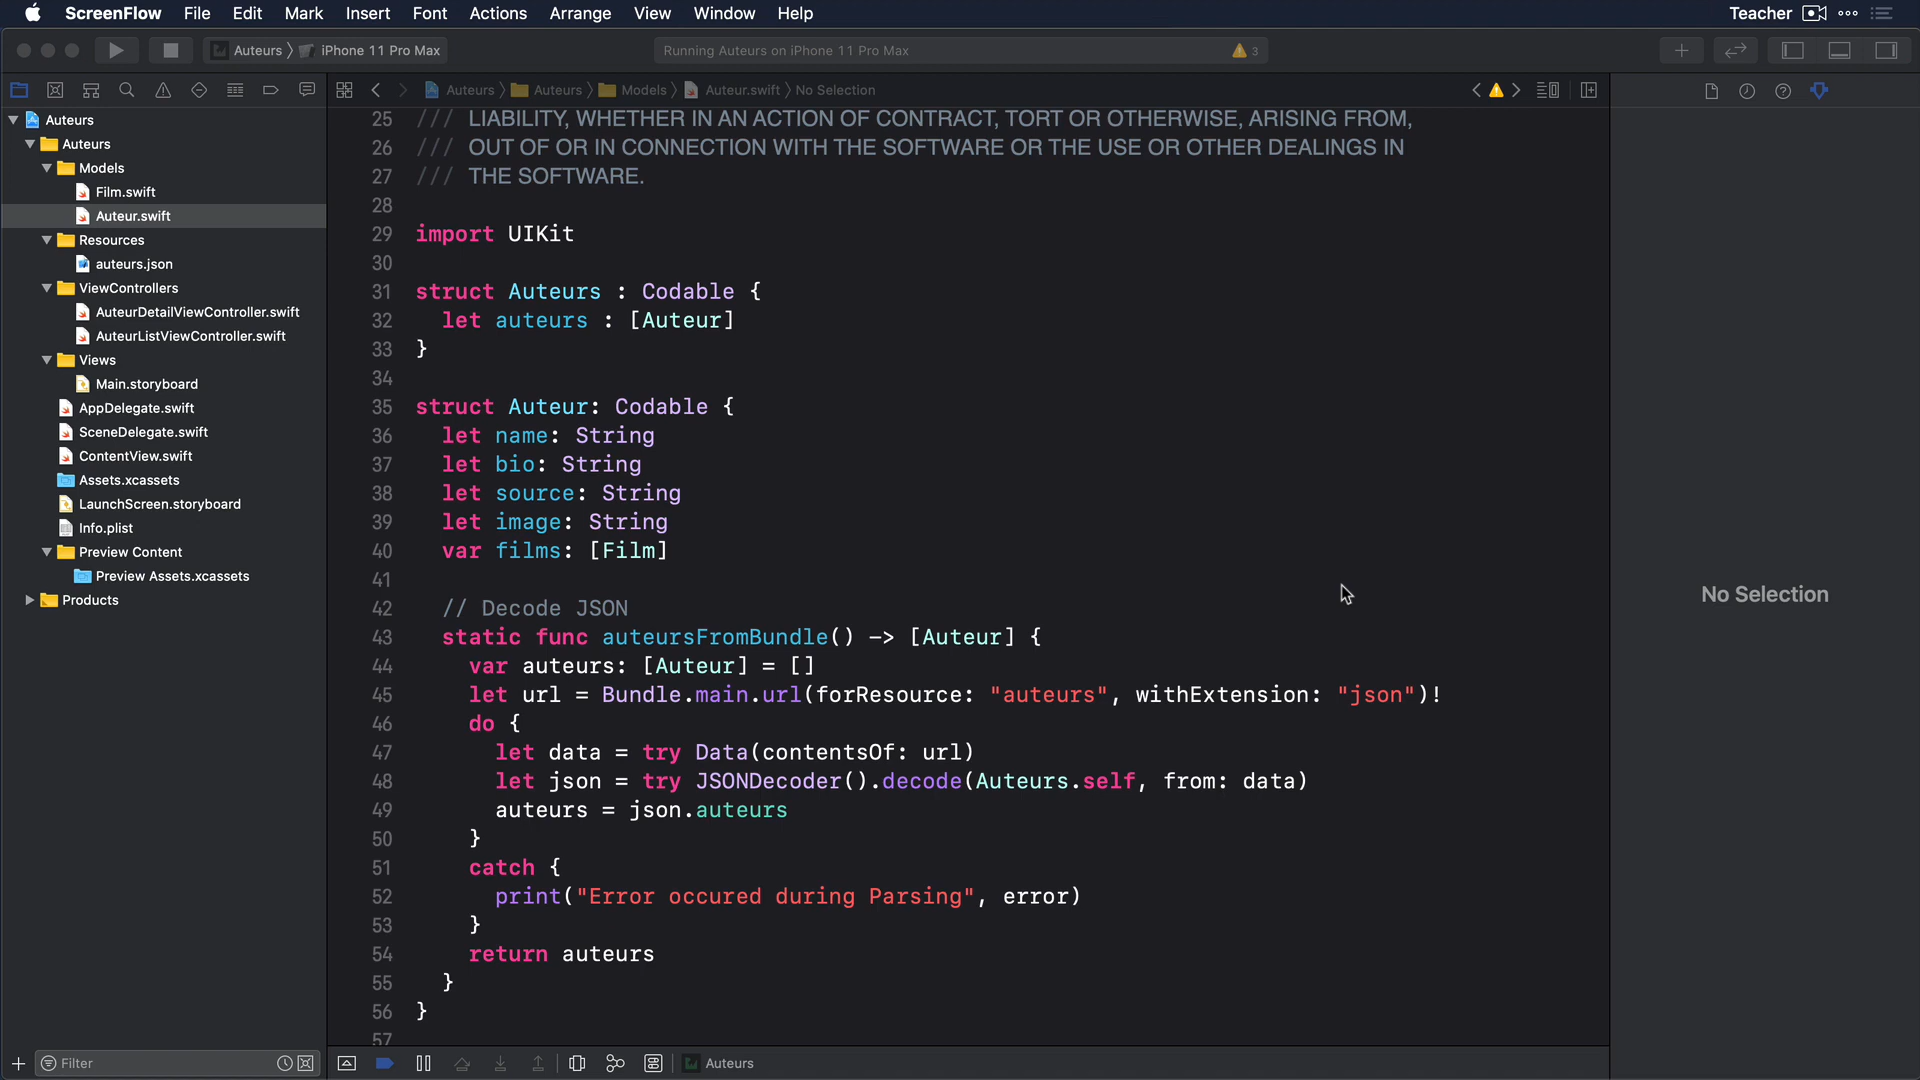 ScreenFlow File Edit Mark Insert Font Actions Arrange View Window Help Teacher
Auteurs iPhone 11 Pro Max Running Auteurs on iPhone 11 Pro Max 3
Auteurs Auteurs Models Auteur.swift No Selection
Auteurs
Auteurs
Models
Film.swift
Auteur.swift
Resources
auteurs.json
ViewControllers
AuteurDetailViewController.swift
AuteurListViewController.swift
Views
Main.storyboard
AppDelegate.swift
SceneDelegate.swift
ContentView.swift
Assets.xcassets
LaunchScreen.storyboard
Info.plist
Preview Content
Preview Assets.xcassets
Products
Filter
25 /// LIABILITY, WHETHER IN AN ACTION OF CONTRACT, TORT OR OTHERWISE, ARISING FROM,
26 /// OUT OF OR IN CONNECTION WITH THE SOFTWARE OR THE USE OR OTHER DEALINGS IN
27 /// THE SOFTWARE.
28
29 import UIKit
30
31 struct Auteurs : Codable {
32 let auteurs : [Auteur]
33 }
34
35 struct Auteur: Codable {
36 let name: String
37 let bio: String
38 let source: String
39 let image: String
40 var films: [Film]
41
42 // Decode JSON
43 static func auteursFromBundle() -> [Auteur] {
44 var auteurs: [Auteur] = []
45 let url = Bundle.main.url(forResource: "auteurs", withExtension: "json")!
46 do {
47 let data = try Data(contentsOf: url)
48 let json = try JSONDecoder().decode(Auteurs.self, from: data)
49 auteurs = json.auteurs
50 }
51 catch {
52 print("Error occured during Parsing", error)
53 }
54 return auteurs
55 }
56 }
57
Auteurs
No Selection